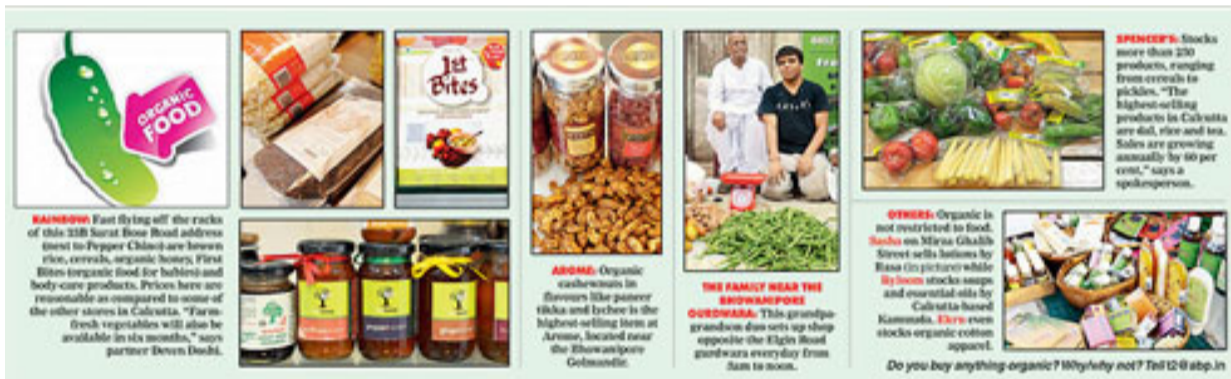 ORGANIC
FOOD
1st
Bites
RAINBOW: Fast flying off the racks
of this 35B Sarat Bose Road address
(next to Pepper Chino) are brown
rice, cereals, organic honey, First
Bites (organic food for babies) and
body-care products. Prices here are
reasonable as compared to some of
the other stores in Calcutta. "Farm-
fresh vegetables will also be
available in six months," says
partner Deven Doshi.
AROME: Organic
cashewnuts in
flavours like paneer
tikka and lychee is the
highest-selling item at
Arome, located near
the Bhowanipore
THE FAMILY NEAR THE
BHOWANIPORE
GURDWARA: This grandpa-
grandson duo sets up shop
opposite the Elgin Road
gurdwara everyday from
to noon.
SPENCER'S: Stocks
more than 250
products, ranging
from cereals to
pickles. "The
highest-selling
products in Calcutta
are dal, rice and tea.
Sales are growing
annually by 60 per
cent," says a
spokesperson.
OTHERS: Organic is
not restricted to food.
Sasha on Mirza Ghalib
Street sells lotions by
Rasa (in picture) while
Byloom stocks soaps
and essential oils by
Calcutta-based
even
stocks organic cotton
apparel.
Do you buy anything organic? Why/why not? Tell t2@abp.in